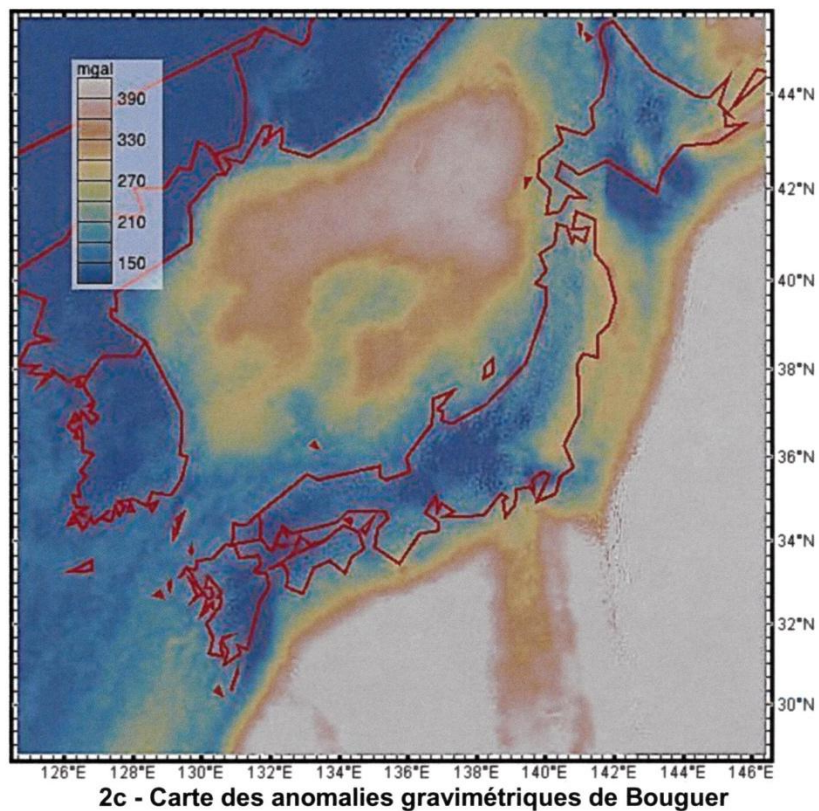 mgal
390
330
270
210
150
44°N
42°N
40°N
38°N
36°N
34°N
32°N
30°N
126°E 128°E 130°E 132°E 134°E 136°E 138°E 140°E 142°E 144°E 146°E
2c - Carte des anomalies gravimétriques de Bouguer